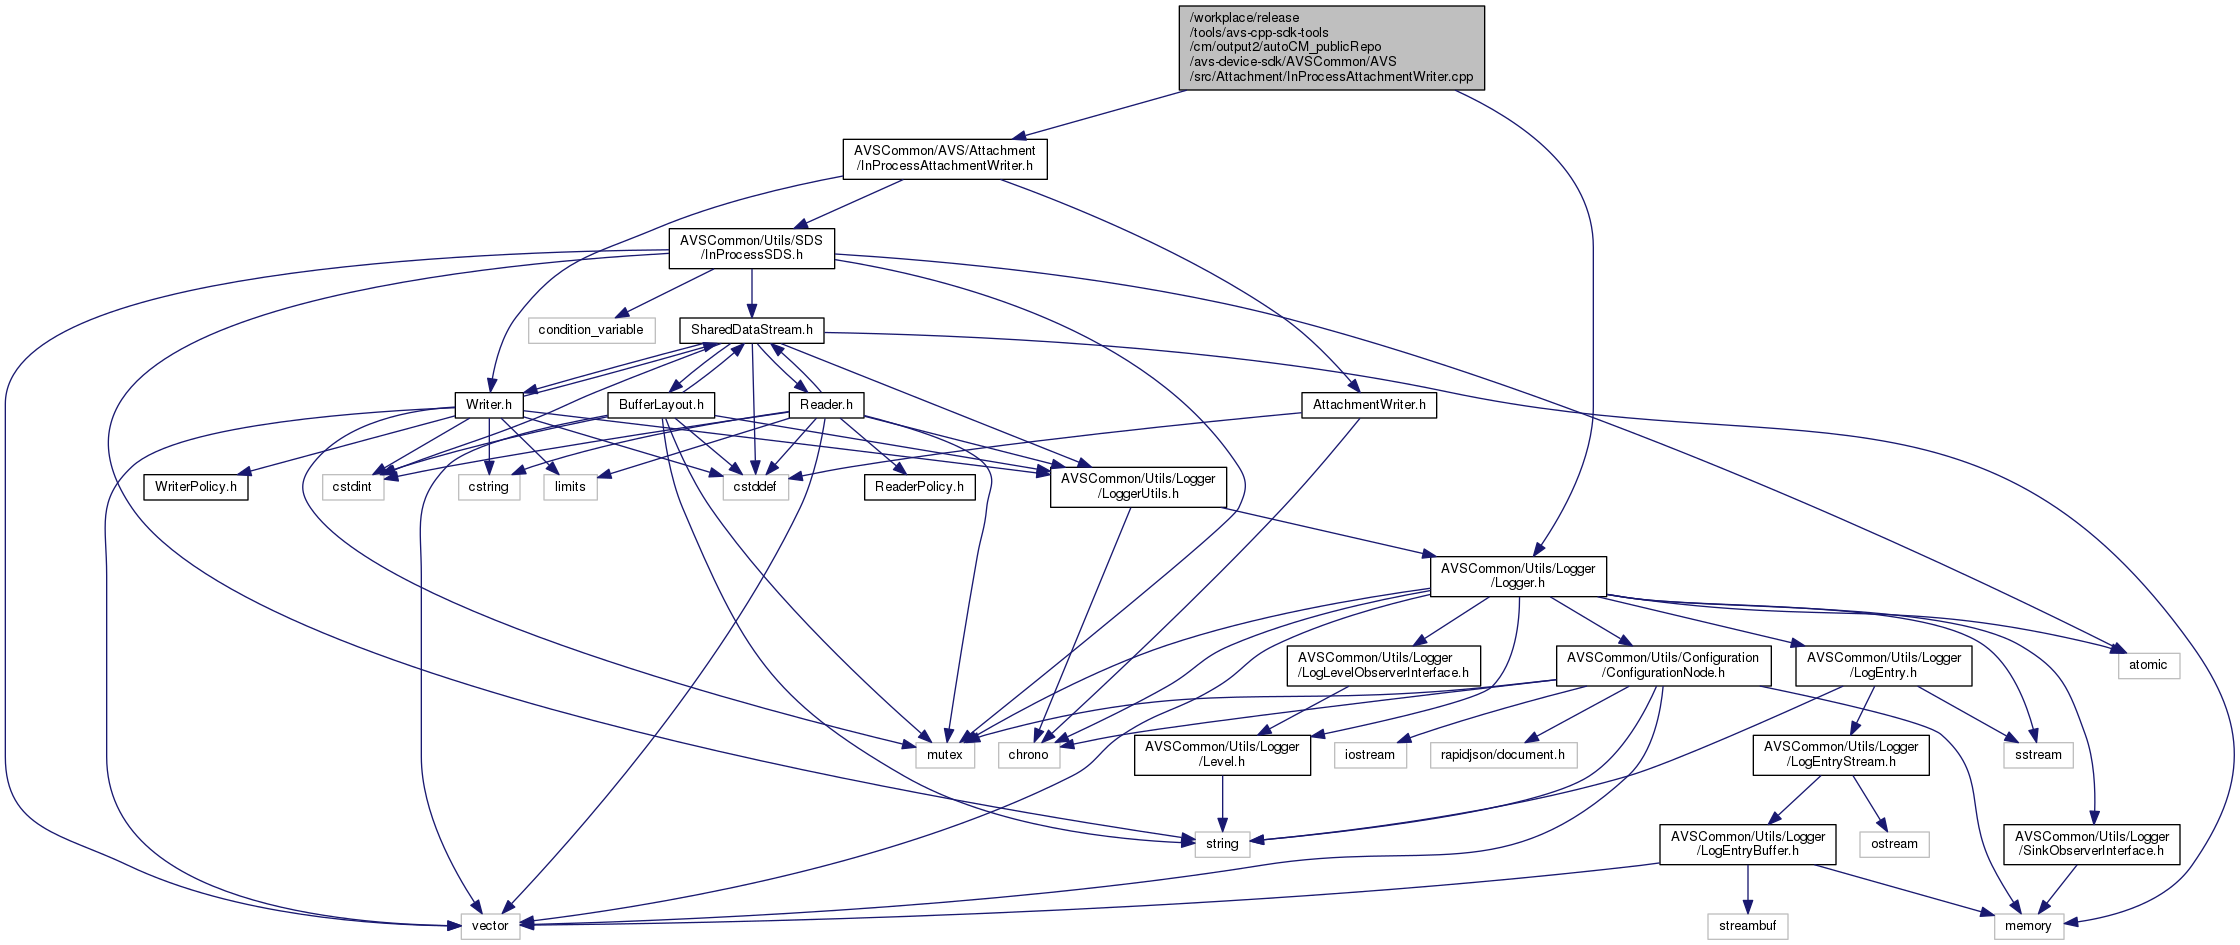 /workplace/release
/tools/avs-cpp-sdk-tools
/cm/output2/autoCM_publicRepo
/avs-device-sdk/AVSCommon/AVS
/src/Attachment/InProcessAttachmentWriter.cpp
AVSCommon/AVS/Attachment
/InProcessAttachmentWriter.h
AVSCommon/Utils/SDS
/InProcessSDS.h
condition_variable
SharedDataStream.h
Writer.h
BufferLayout.h
Reader.h
AttachmentWriter.h
WriterPolicy.h
cstdint
cstring
limits
cstddef
ReaderPolicy.h
AVSCommon/Utils/Logger
/LoggerUtils.h
AVSCommon/Utils/Logger
/Logger.h
AVSCommon/Utils/Logger
/LogLevelObserverInterface.h
AVSCommon/Utils/Configuration
/ConfigurationNode.h
AVSCommon/Utils/Logger
/LogEntry.h
atomic
mutex
chrono
AVSCommon/Utils/Logger
/Level.h
iostream
rapidjson/document.h
AVSCommon/Utils/Logger
/LogEntryStream.h
sstream
string
AVSCommon/Utils/Logger
/LogEntryBuffer.h
ostream
AVSCommon/Utils/Logger
/SinkObserverInterface.h
vector
streambuf
memory